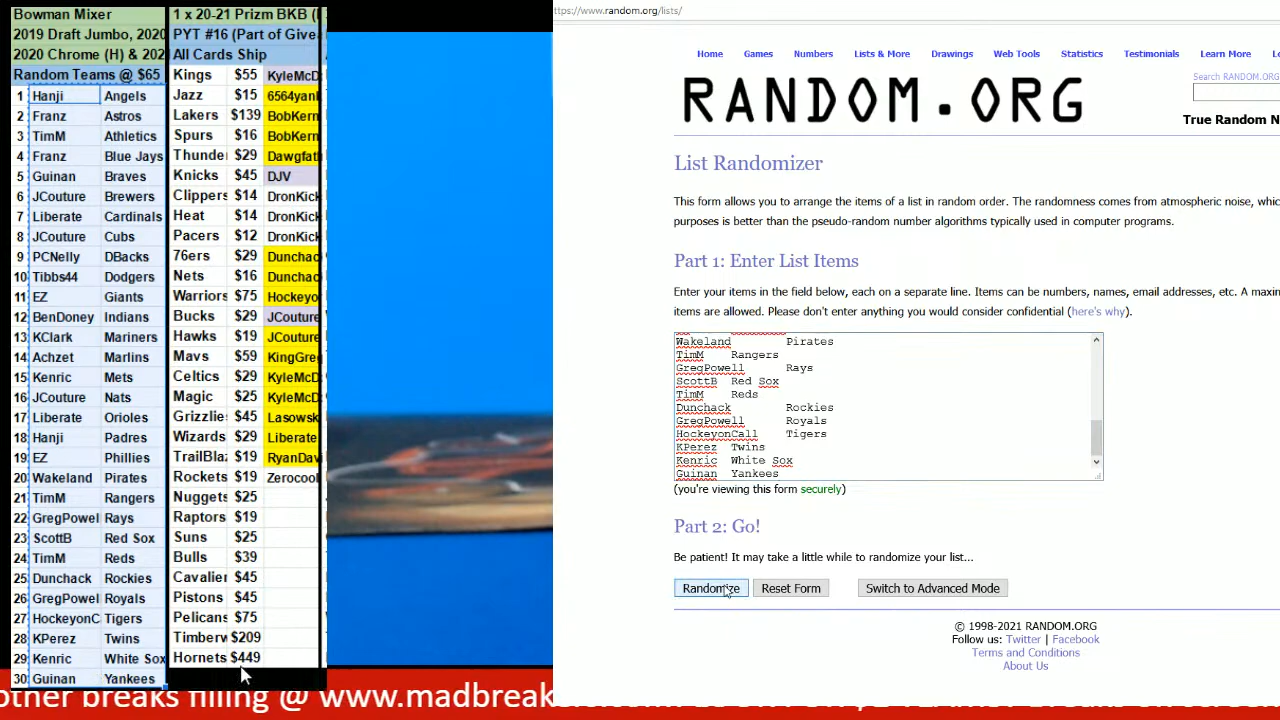 Bowman Mixer
2019 Draft Jumbo, 2020
2020 Chrome (H) & 202
Random Teams @ $65
1 Hanji Angels
2 Franz Astros
3 TimM Athletics
4 Franz Blue Jays
5 Guinan Braves
6 JCouture Brewers
7 Liberate Cardinals
8 JCouture Cubs
9 PCNelly DBacks
10 Tibbs44 Dodgers
11 EZ Giants
12 BenDoney Indians
13 KClark Mariners
14 Achzet Marlins
15 Kenric Mets
16 JCouture Nats
17 Liberate Orioles
18 Hanji Padres
19 EZ Phillies
20 Wakeland Pirates
21 TimM Rangers
22 GregPowel Rays
23 ScottB Red Sox
24 TimM Reds
25 Dunchack Rockies
26 GregPowel Royals
27 HockeyonC Tigers
28 KPerez Twins
29 Kenric White Sox
30 Guinan Yankees
1 x 20-21 Prizm BKB (
PYT #16 (Part of Give
All Cards Ship
Kings $55 KyleMcD
Jazz $15 6564yan
Lakers $139 BobKern
Spurs $16 BobKern
Thunde $29 Dawgfat
Knicks $45 DJV
Clippers $14 DronKick
Heat $14 DronKick
Pacers $12 DronKick
76ers $29 Dunchac
Nets $16 Dunchac
Warriors $75 Hockeyo
Bucks $29 JCouture
Hawks $19 JCouture
Mavs $59 KingGre
Celtics $29 KyleMcD
Magic $25 KyleMcD
Grizzlie $45 Lasowsk
Wizards $29 Liberate
TrailBlaz $19 RyanDav
Rockets $19 Zerocool
Nuggets $25
Raptors $19
Suns $25
Bulls $39
Cavalier $45
Pistons $45
Pelicans $75
Timberw $209
Hornets $449
other breaks filling @ www.madbreak
ttps://www.random.org/lists/
Home Games Numbers Lists & More Drawings Web Tools Statistics Testimonials Learn More Lo
RANDOM.ORG
Search RANDOM.ORG
True Random N
List Randomizer
This form allows you to arrange the items of a list in random order. The randomness comes from atmospheric noise, whic
purposes is better than the pseudo-random number algorithms typically used in computer programs.
Part 1: Enter List Items
Enter your items in the field below, each on a separate line. Items can be numbers, names, email addresses, etc. A maxi
items are allowed. Please don't enter anything you would consider confidential (here's why).
Wakeland Pirates
TimM Rangers
GregPowell Rays
ScottB Red Sox
TimM Reds
Dunchack Rockies
GregPowell Royals
HockeyonCall Tigers
KPerez Twins
Kenric White Sox
Guinan Yankees
(you're viewing this form securely)
Part 2: Go!
Be patient! It may take a little while to randomize your list...
Randomize Reset Form Switch to Advanced Mode
© 1998-2021 RANDOM.ORG
Follow us: Twitter | Facebook
Terms and Conditions
About Us